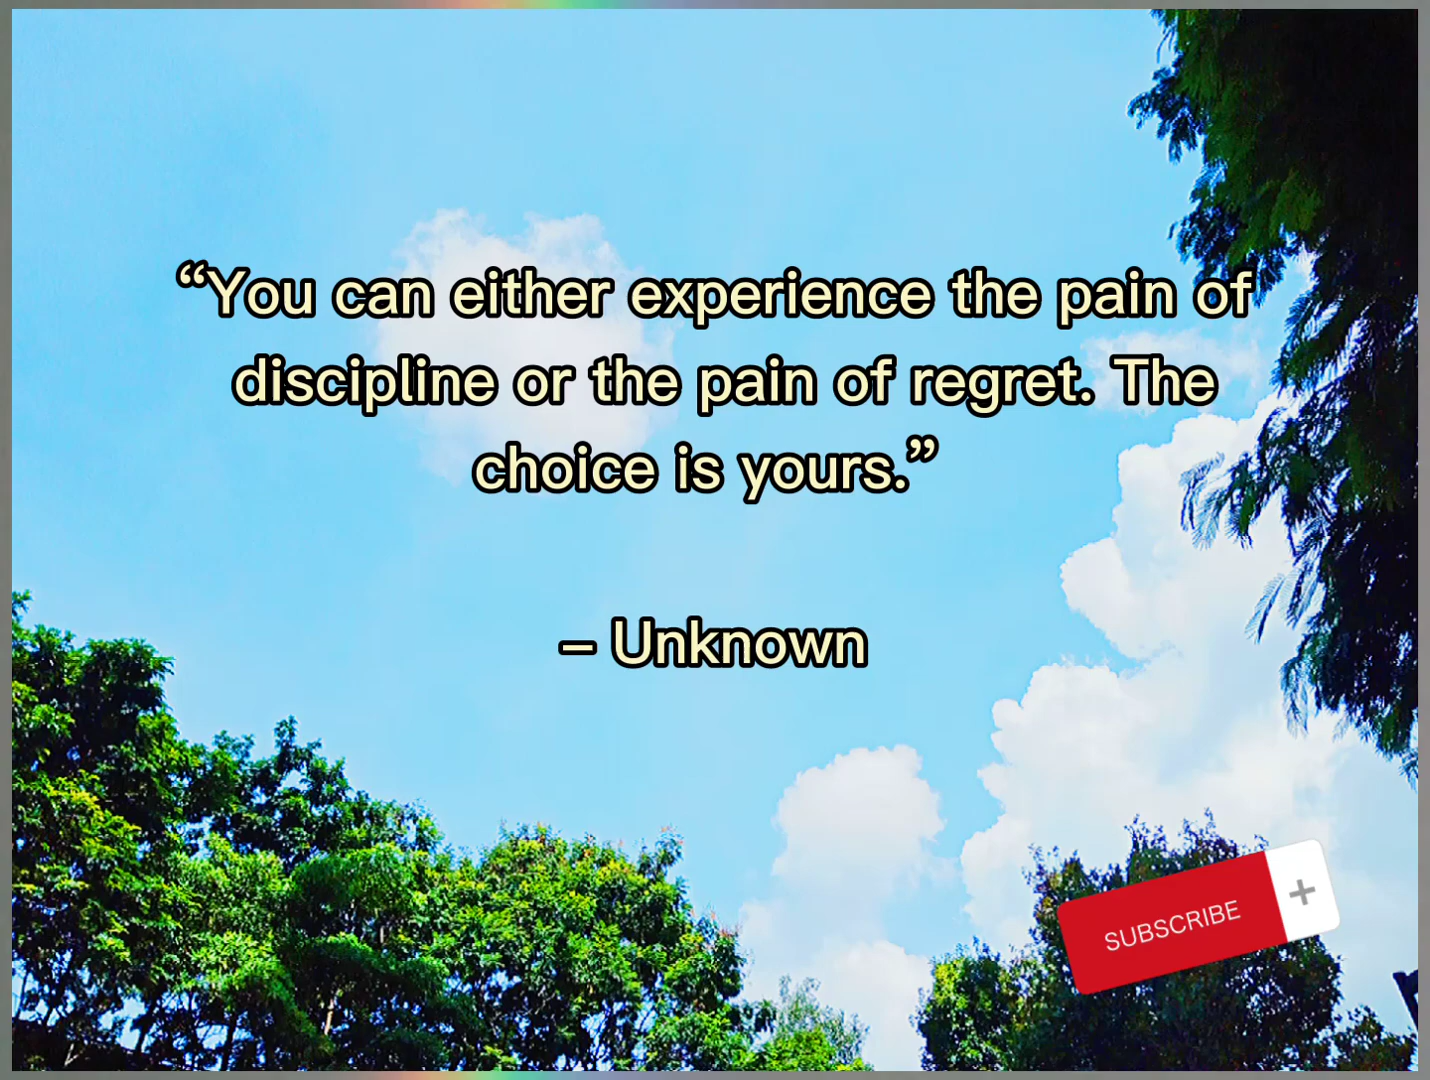 “You can either experience the pain of
discipline or the pain of regret. The
choice is yours.”
– Unknown
SUBSCRIBE +